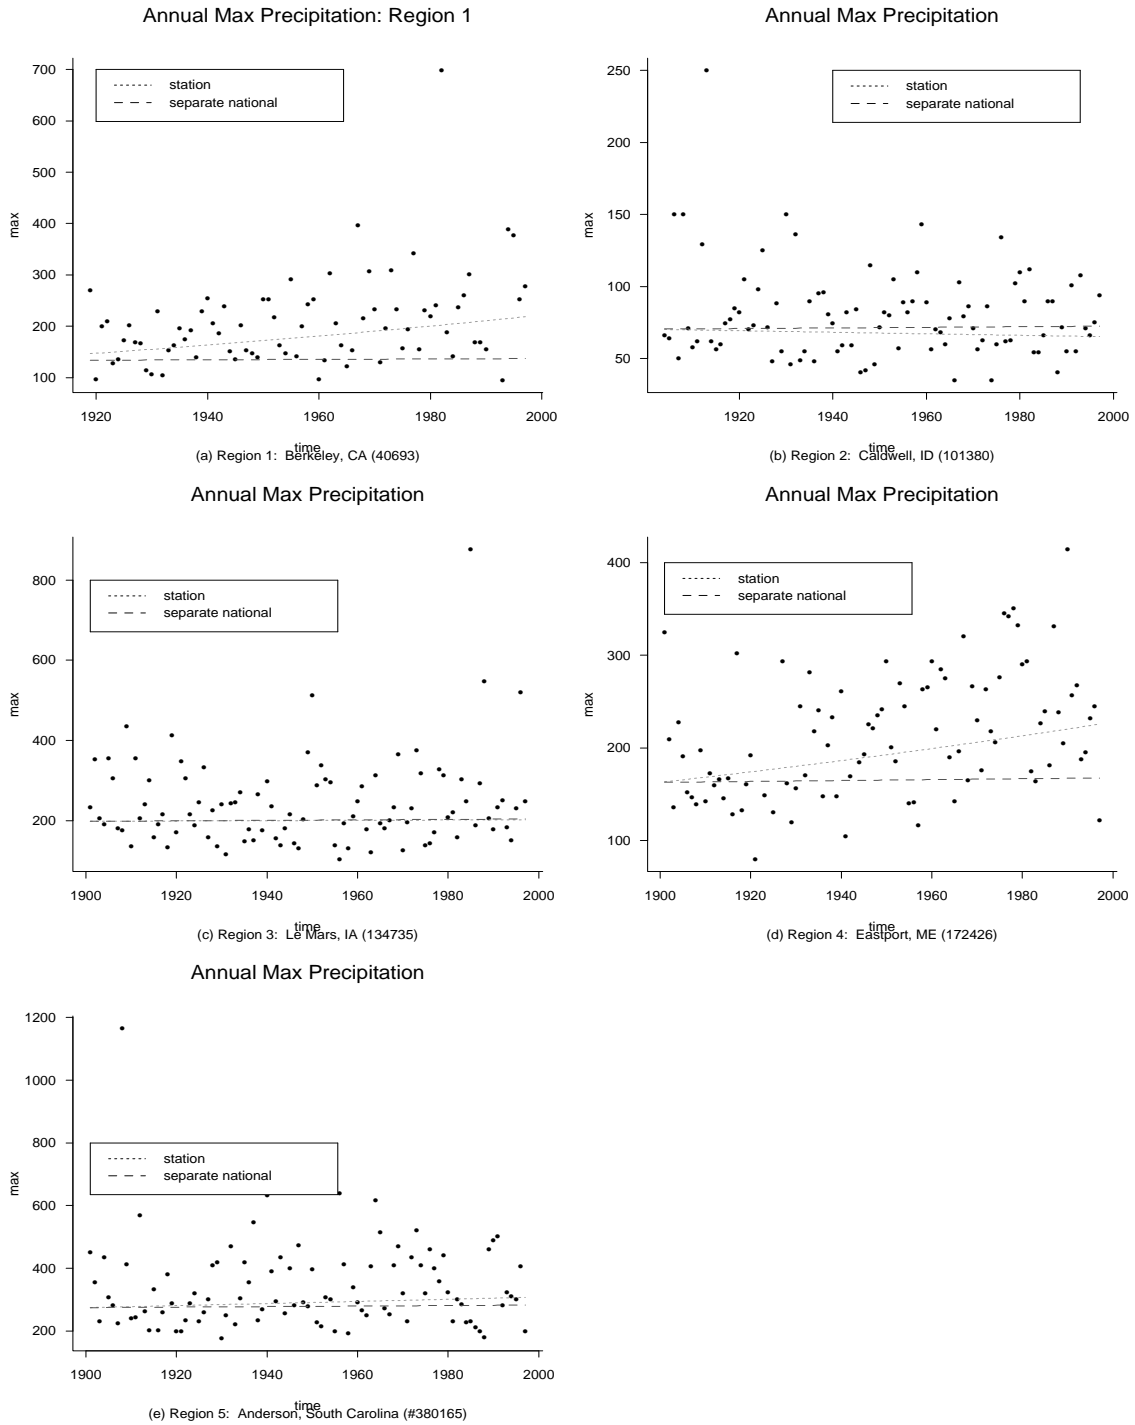 Annual Max Precipitation: Region 1
700
600
500
400
300
200
100
max
station
separate national
1920
1940
1960
1980
2000
time
(a) Region 1: Berkeley, CA (40693)
Annual Max Precipitation
250
200
150
100
50
max
station
separate national
1920
1940
1960
1980
2000
time
(b) Region 2: Caldwell, ID (101380)
Annual Max Precipitation
800
600
400
200
max
station
separate national
1900
1920
1940
1960
1980
2000
time
(c) Region 3: Le Mars, IA (134735)
Annual Max Precipitation
400
300
200
100
max
station
separate national
1900
1920
1940
1960
1980
2000
time
(d) Region 4: Eastport, ME (172426)
Annual Max Precipitation
1200
1000
800
600
400
200
max
station
separate national
1900
1920
1940
1960
1980
2000
time
(e) Region 5: Anderson, South Carolina (#380165)